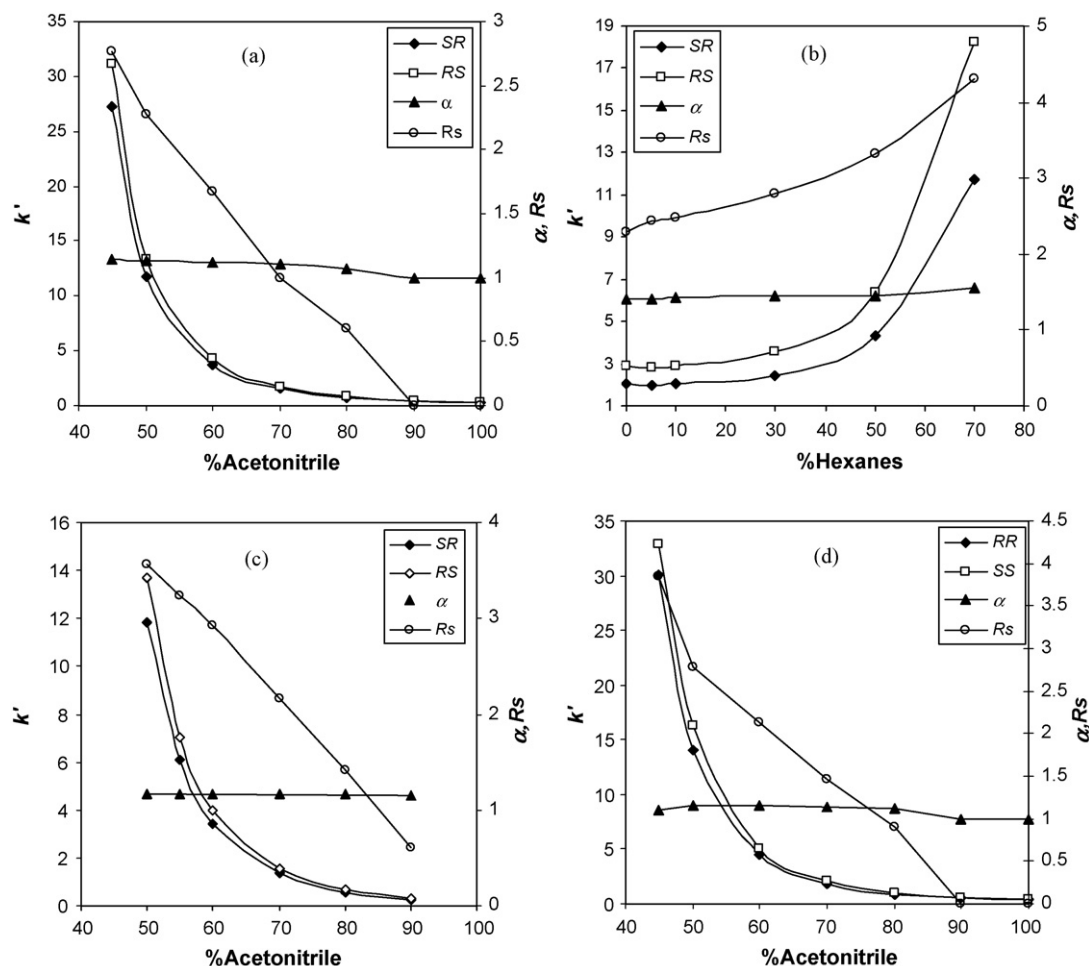 (a)
k'
35
30
25
20
15
10
5
0
3
2.5
2
1.5
1
0.5
0
α, Rs
SR
RS
α
Rs
40 50 60 70 80 90 100
%Acetonitrile
(b)
k'
19
17
15
13
11
9
7
5
3
1
5
4
3
2
1
0
α, Rs
SR
RS
α
Rs
0 10 20 30 40 50 60 70 80
%Hexanes
(c)
k'
16
14
12
10
8
6
4
2
0
4
3
2
1
0
α, Rs
SR
RS
α
Rs
40 50 60 70 80 90 100
%Acetonitrile
(d)
k'
35
30
25
20
15
10
5
0
4.5
4
3.5
3
2.5
2
1.5
1
0.5
0
α,Rs
RR
SS
α
Rs
40 50 60 70 80 90 100
%Acetonitrile